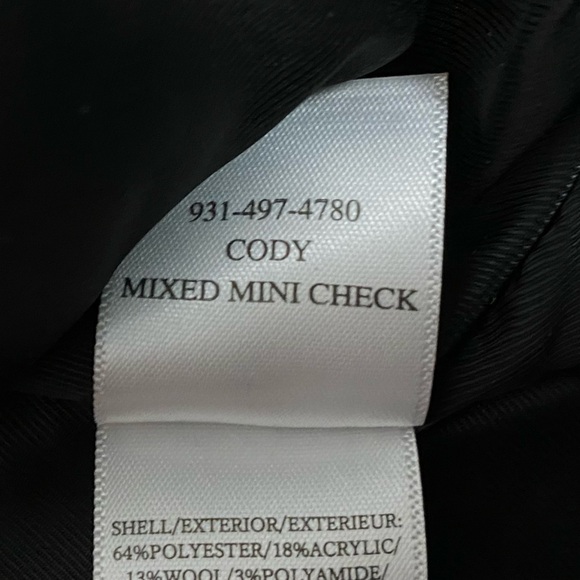 931-497-4780
CODY
MIXED MINI CHECK
SHELL/EXTERIOR/EXTERIEUR:
64%POLYESTER/18%ACRYLIC/
13%WOOL/3%POLYAMIDE/